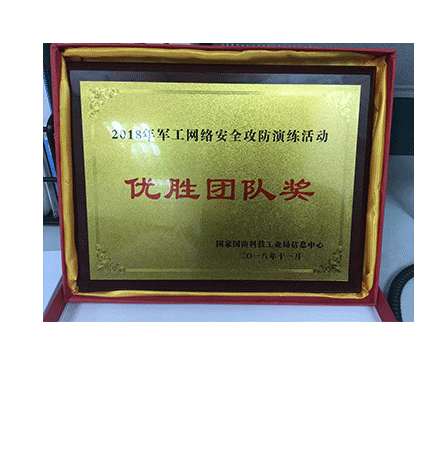 2018年军工网络安全攻防演练活动
优胜团队奖
国家国防科技工业局信息中心
二〇一八年十一月